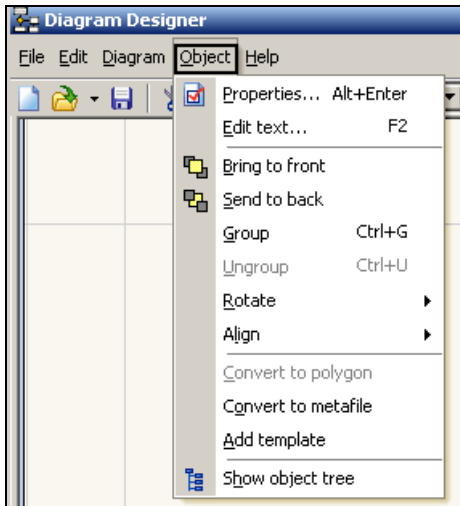 Diagram Designer
File Edit Diagram Object Help
Properties... Alt+Enter
Edit text... F2
Bring to front
Send to back
Group Ctrl+G
Ungroup Ctrl+U
Rotate
Align
Convert to polygon
Convert to metafile
Add template
Show object tree